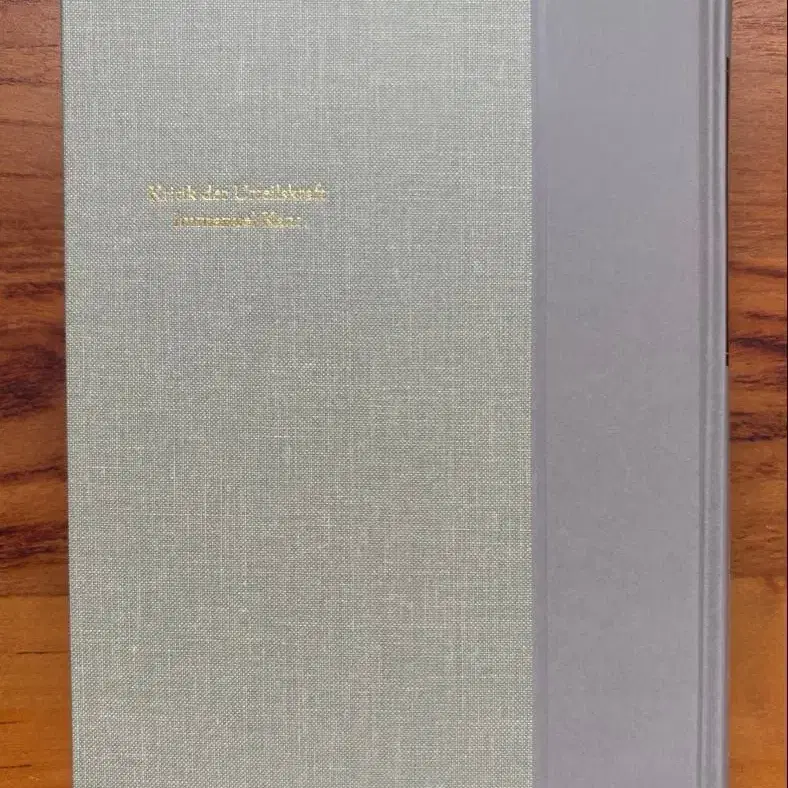 Kritik der Urteilskraft
Immanuel Kant